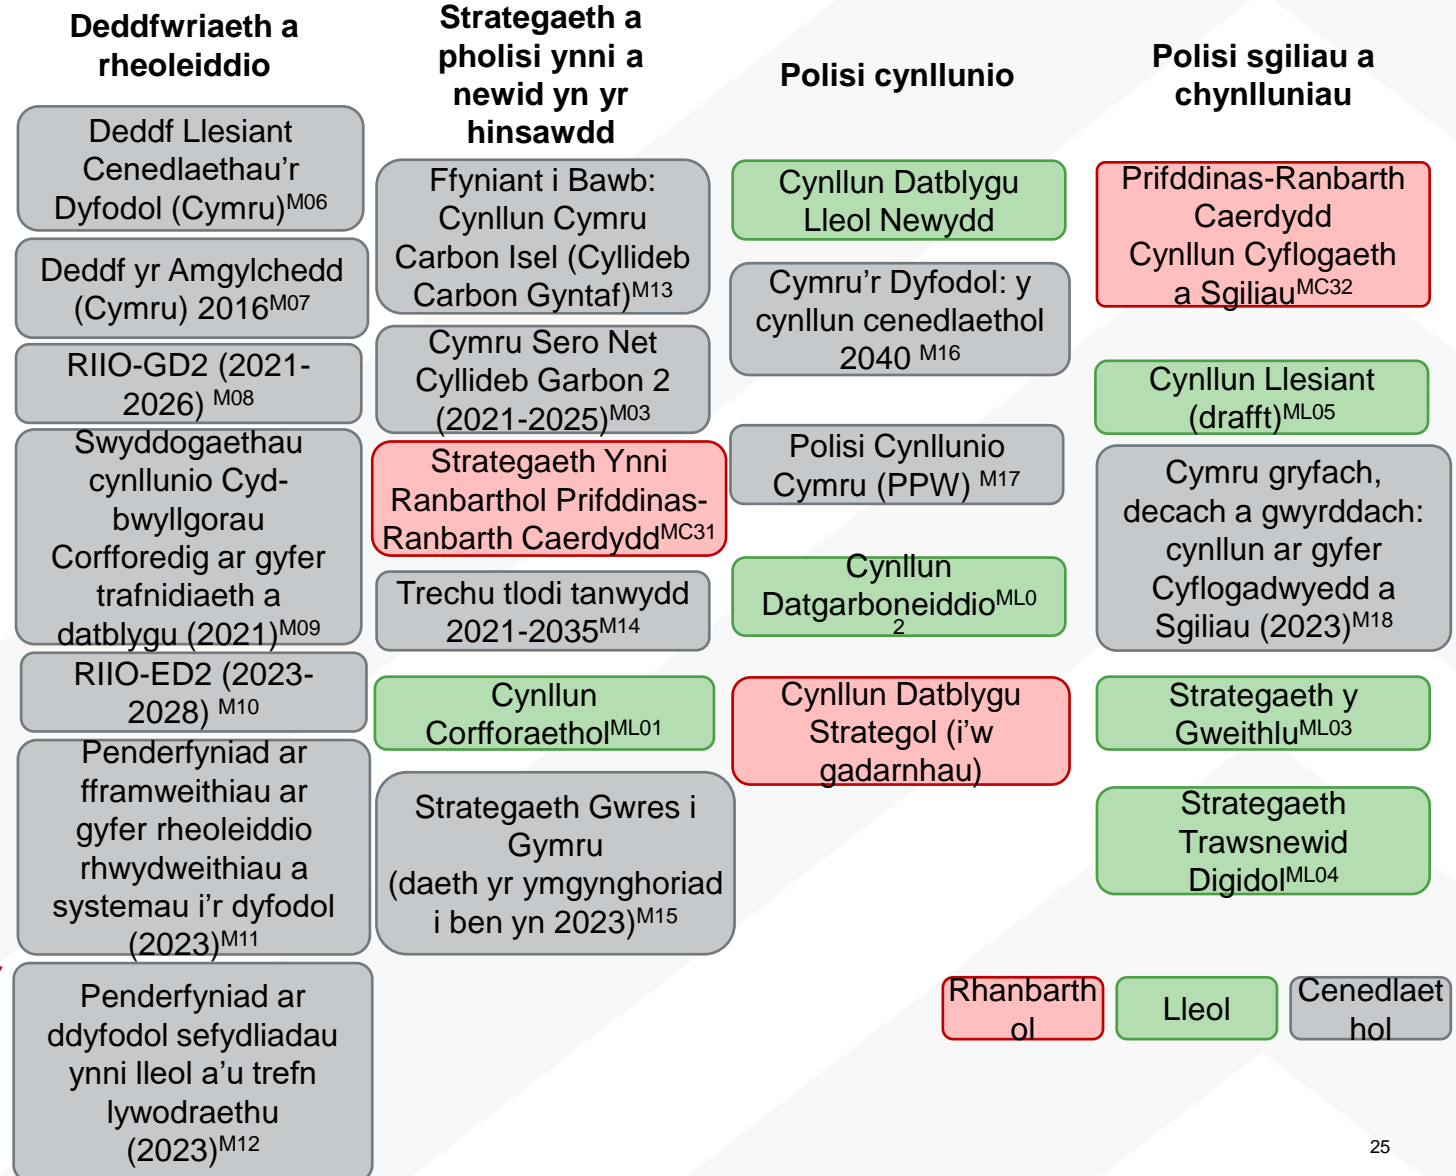 Deddfwriaeth a
rheoleiddio
Deddf Llesiant
Cenedlaethau’r
Dyfodol (Cymru)M06
Deddf yr Amgylchedd
(Cymru) 2016M07
RIIO-GD2 (2021-
2026) M08
Swyddogaethau
cynllunio Cyd-
bwyllgorau
Corfforedig ar gyfer
trafnidiaeth a
datblygu (2021)M09
RIIO-ED2 (2023-
2028) M10
Penderfyniad ar
fframweithiau ar
gyfer rheoleiddio
rhwydweithiau a
systemau i’r dyfodol
(2023)M11
Penderfyniad ar
ddyfodol sefydliadau
ynni lleol a’u trefn
lywodraethu
(2023)M12
Strategaeth a
pholisi ynni a
newid yn yr
hinsawdd
Ffyniant i Bawb:
Cynllun Cymru
Carbon Isel (Cyllideb
Carbon Gyntaf)M13
Cymru Sero Net
Cyllideb Garbon 2
(2021-2025)M03
Strategaeth Ynni
Ranbarthol Prifddinas-
Ranbarth CaerdyddMC31
Trechu tlodi tanwydd
2021-2035M14
Cynllun
CorfforaetholML01
Strategaeth Gwres i
Gymru
(daeth yr ymgynghoriad
i ben yn 2023)M15
Polisi cynllunio
Cynllun Datblygu
Lleol Newydd
Cymru’r Dyfodol: y
cynllun cenedlaethol
2040 M16
Polisi Cynllunio
Cymru (PPW) M17
Cynllun
DatgarboneiddioML0
2
Cynllun Datblygu
Strategol (i’w
gadarnhau)
Polisi sgiliau a
chynlluniau
Prifddinas-Ranbarth
Caerdydd
Cynllun Cyflogaeth
a SgiliauMC32
Cynllun Llesiant
(drafft)ML05
Cymru gryfach,
decach a gwyrddach:
cynllun ar gyfer
Cyflogadwyedd a
Sgiliau (2023)M18
Strategaeth y
GweithluML03
Strategaeth
Trawsnewid
DigidolML04
Rhanbarth
ol
Lleol
Cenedlaet
hol
25